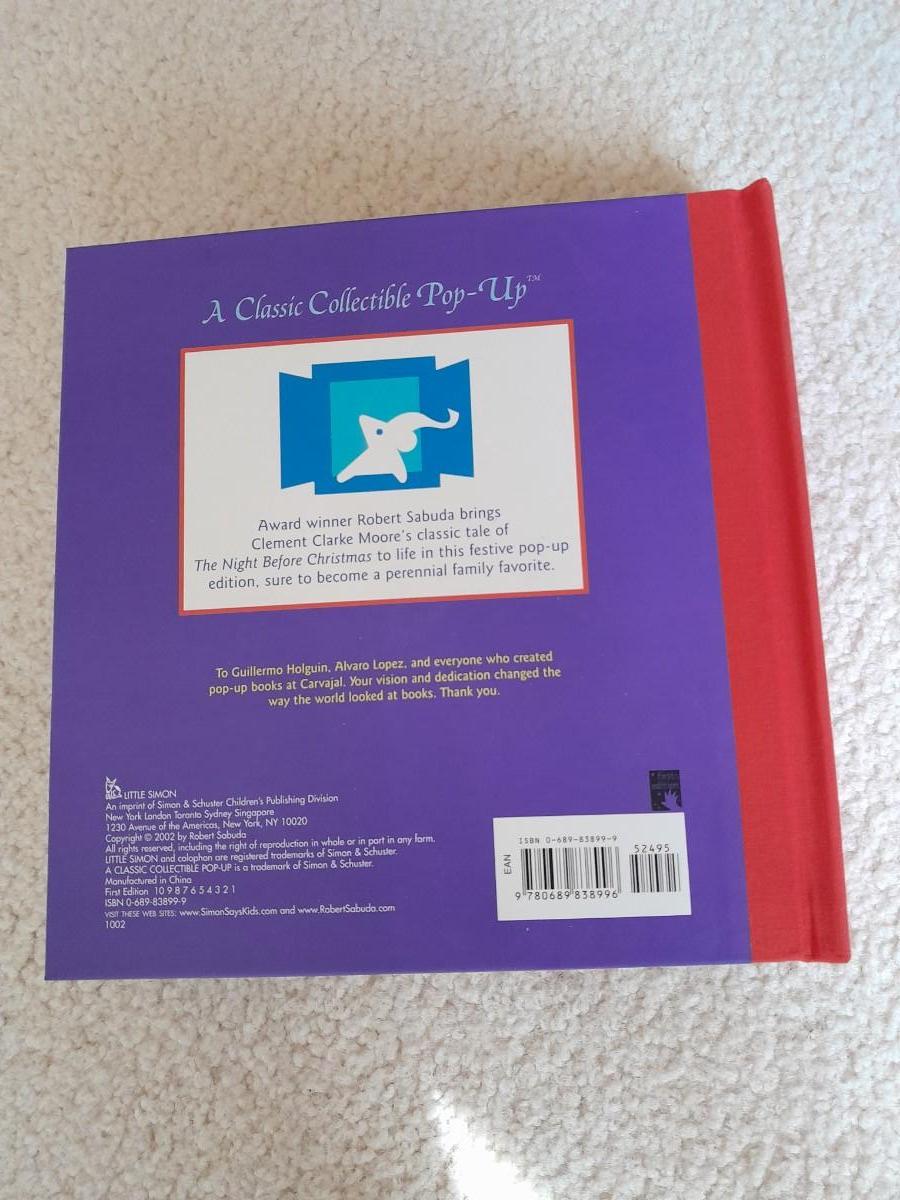 A Classic Collectible Pop-Up™
Award winner Robert Sabuda brings
Clement Clarke Moore's classic tale of
The Night Before Christmas to life in this festive pop-up
edition, sure to become a perennial family favorite.
To Guillermo Holguin, Alvaro Lopez, and everyone who created
pop-up books at Carvajal. Your vision and dedication changed the
way the world looked at books. Thank you.
LITTLE SIMON
An imprint of Simon & Schuster Children's Publishing Division
New York London Toronto Sydney Singapore
1230 Avenue of the Americas, New York, NY 10020
Copyright © 2002 by Robert Sabuda
All rights reserved, including the right of reproduction in whole or in part in any form.
LITTLE SIMON and colophon are registered trademarks of Simon & Schuster.
A CLASSIC COLLECTIBLE POP-UP is a trademark of Simon & Schuster.
Manufactured in China
First Edition 10 9 8 7 6 5 4 3 2 1
ISBN 0-689-83899-9
VISIT THESE WEB SITES: www.SimonSaysKids.com and www.RobertSabuda.com
1002
ISBN 0-689-83899-9
52495
EAN
9 780689 838996